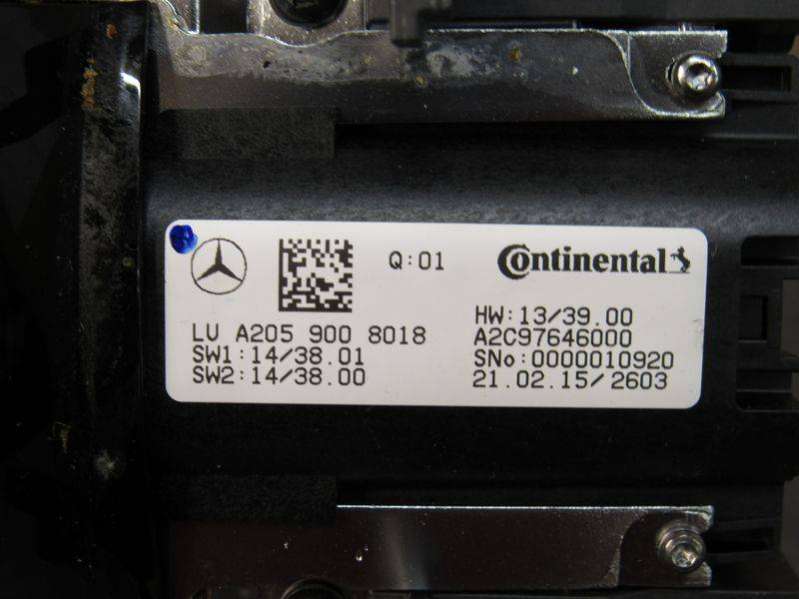 Q:01
Continental
LV A205 900 8018
SW1:14/38.01
SW2:14/38.00
HW:13/39.00
A2C97646000
SNo:0000010920
21.02.15/2603